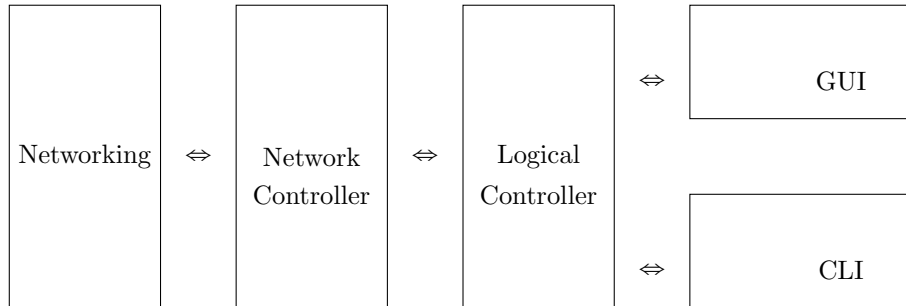 GUI
Networking ⇔ Network Controller ⇔ Logical Controller
⇔
⇔
CLI